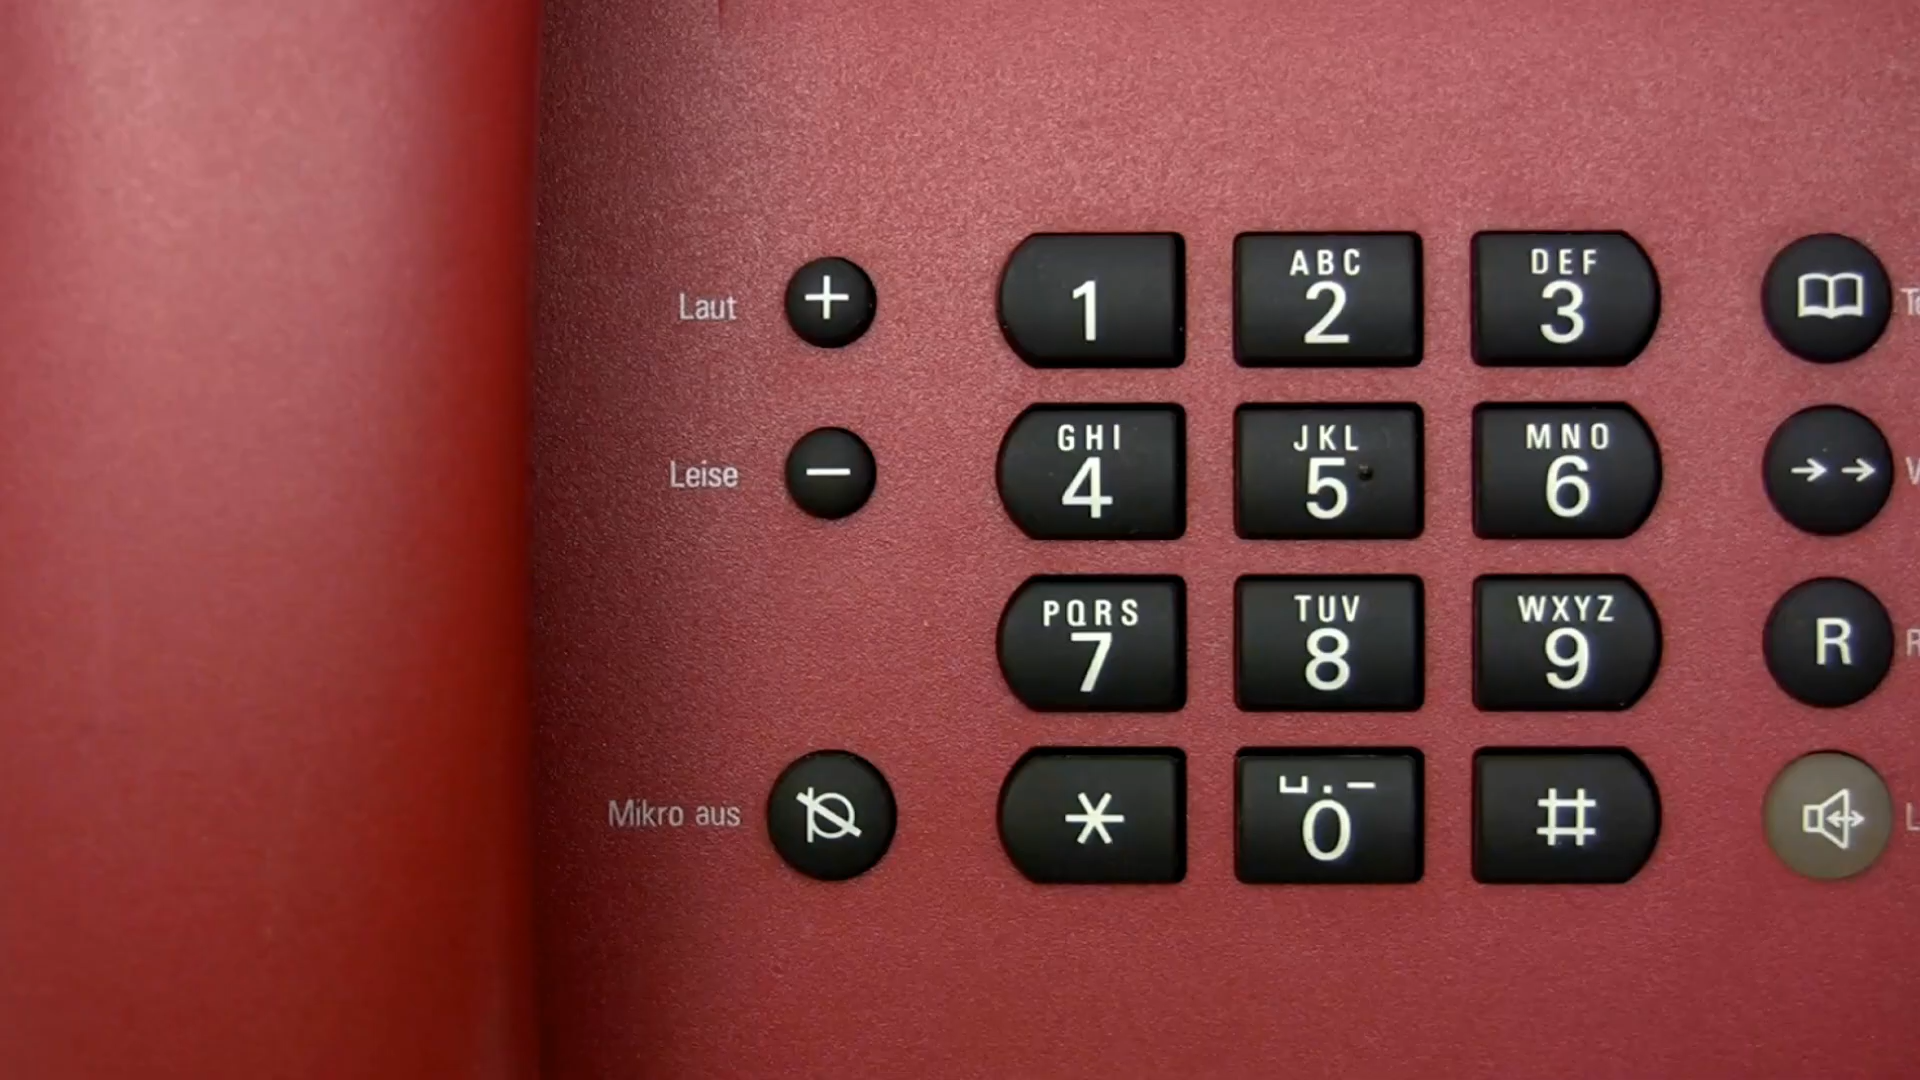 Laut + 1 ABC 2 DEF 3
Leise − GHI 4 JKL 5 MNO 6
PQRS 7 TUV 8 WXYZ 9 R
Mikro aus * ␣.– 0 #